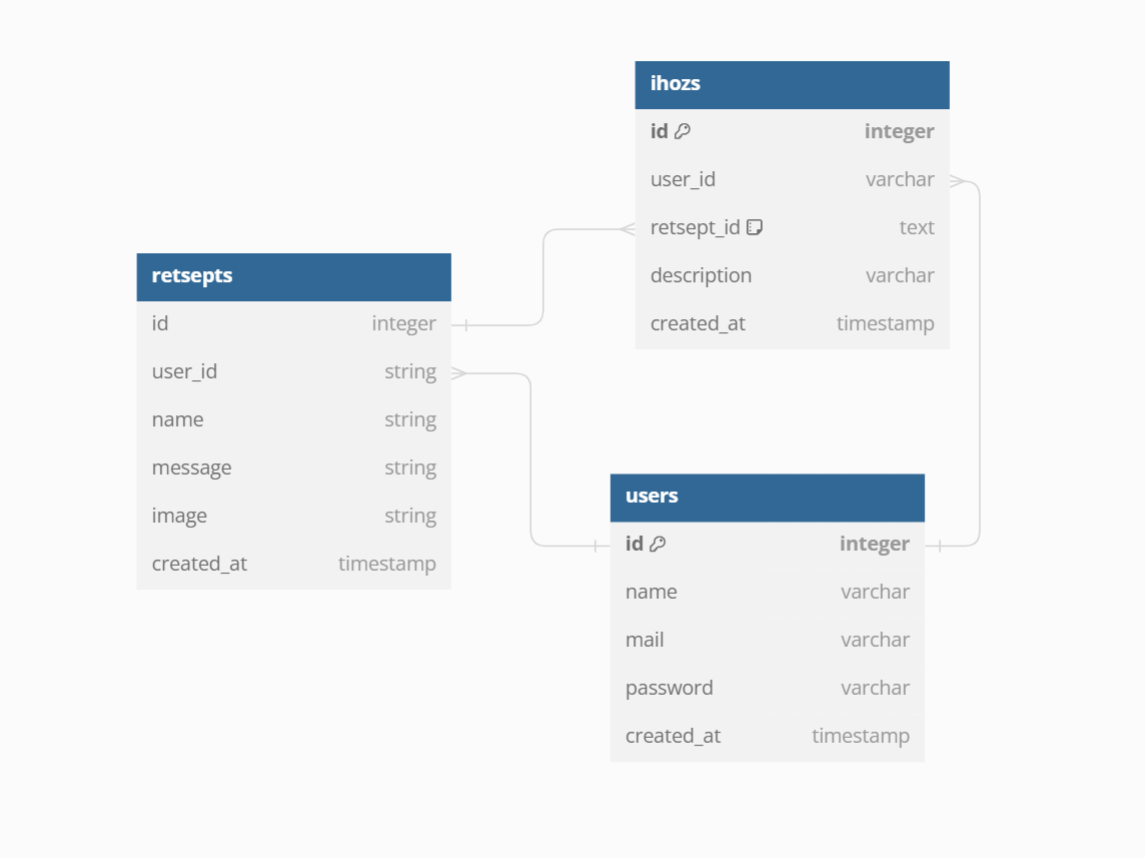 ihozs
id integer
user_id varchar
retsept_id text
description varchar
created_at timestamp
retsepts
id integer
user_id string
name string
message string
image string
created_at timestamp
users
id integer
name varchar
mail varchar
password varchar
created_at timestamp